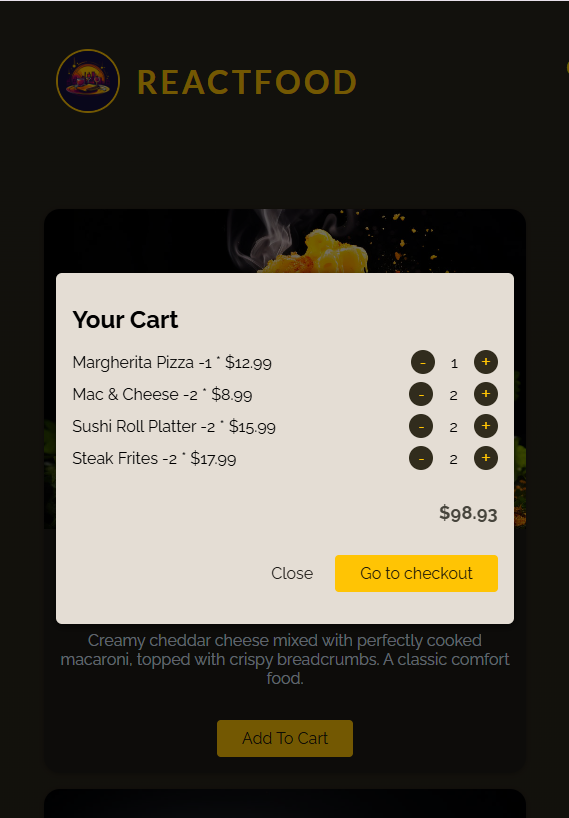 REACTFOOD
Your Cart
Margherita Pizza -1 * $12.99 - 1 +
Mac & Cheese -2 * $8.99 - 2 +
Sushi Roll Platter -2 * $15.99 - 2 +
Steak Frites -2 * $17.99 - 2 +
$98.93
Close Go to checkout
Creamy cheddar cheese mixed with perfectly cooked
macaroni, topped with crispy breadcrumbs. A classic comfort
food.
Add To Cart